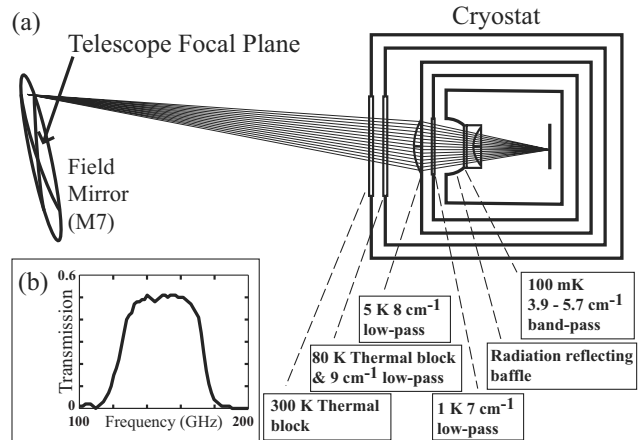 (a)
Cryostat
Telescope Focal Plane
Field
Mirror
(M7)
(b)
0.6
Transmission
0
100
Frequency (GHz)
200
5 K 8 cm⁻¹
low-pass
80 K Thermal block
& 9 cm⁻¹ low-pass
300 K Thermal
block
100 mK
3.9 - 5.7 cm⁻¹
band-pass
Radiation reflecting
baffle
1 K 7 cm⁻¹
low-pass